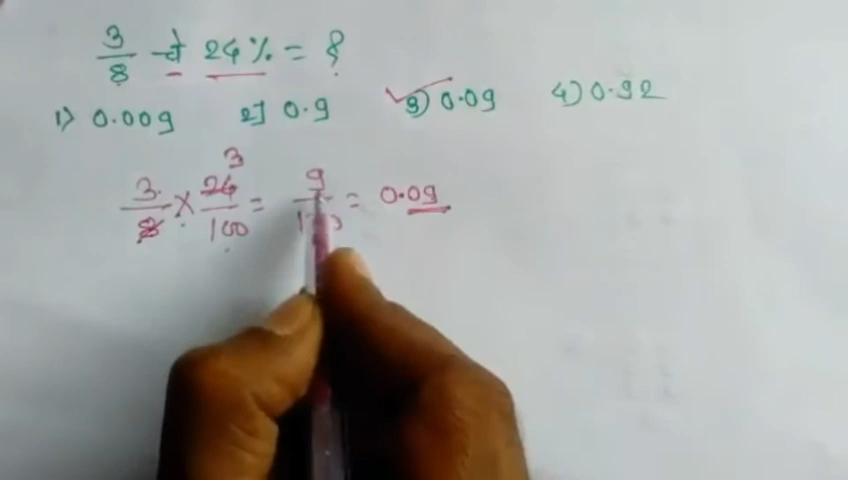 3/8 चे 24% = ?
1) 0.009 2] 0.9 3) 0.09 4) 0.92
3
3/8 × 24/100 = 9/100 = 0.09